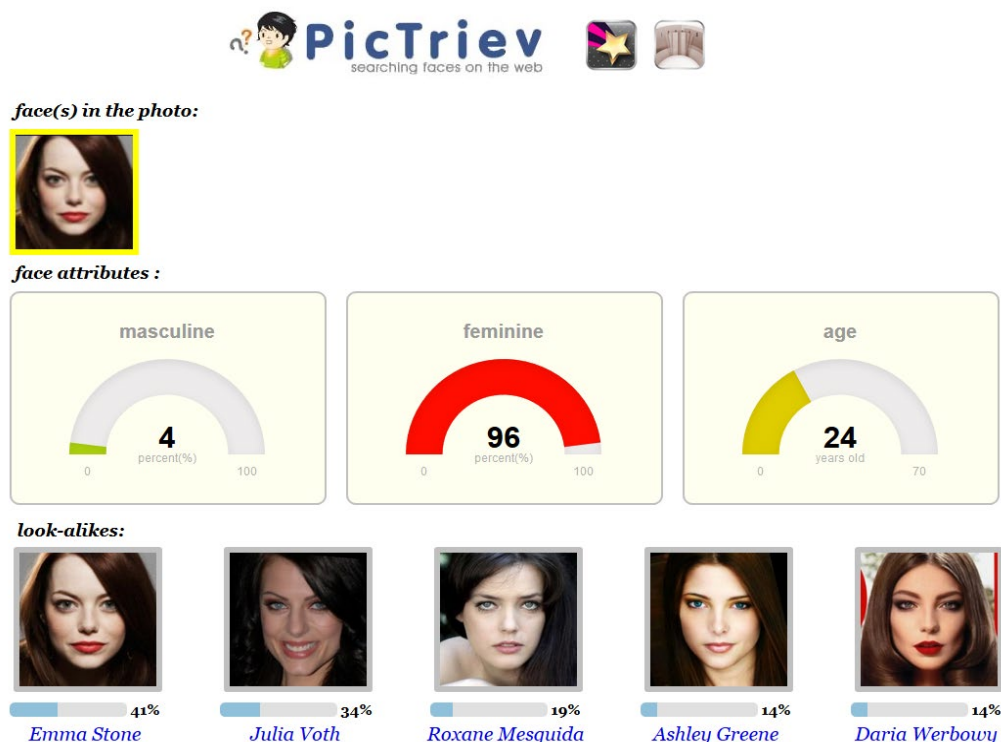 PicTriev
searching faces on the web
face(s) in the photo:
face attributes :
masculine
4
percent(%)
0 100
feminine
96
percent(%)
0 100
age
24
years old
0 70
look-alikes:
41% 34% 19% 14% 14%
Emma Stone Julia Voth Roxane Mesquida Ashley Greene Daria Werbowy